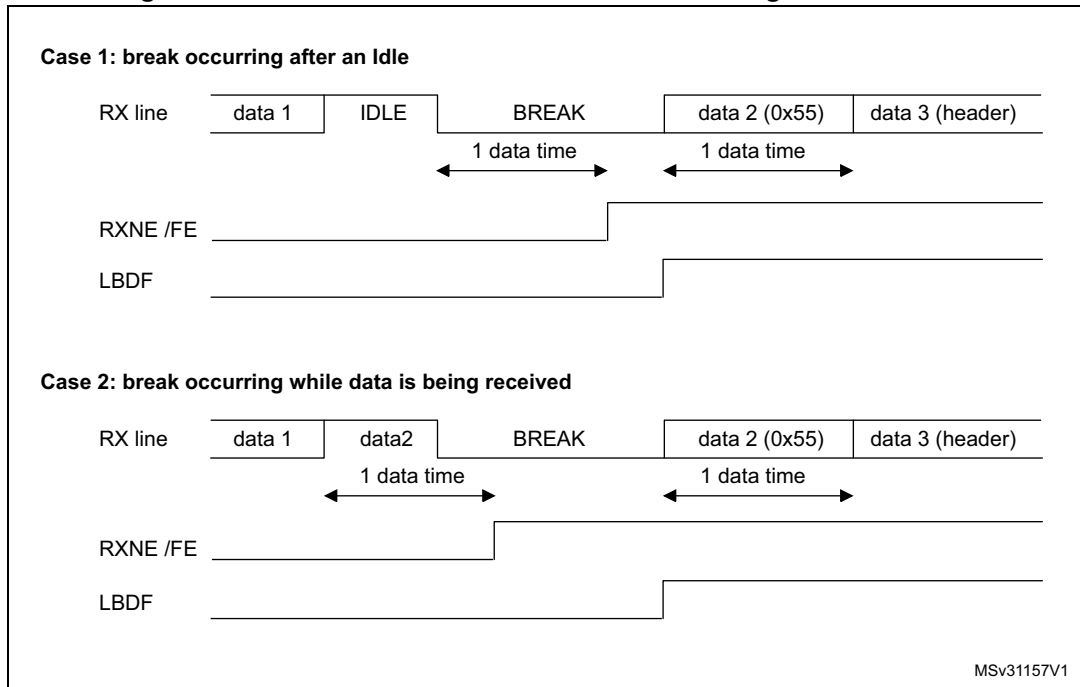 Case 1: break occurring after an Idle
RX line data 1 IDLE BREAK data 2 (0x55) data 3 (header)
1 data time 1 data time
RXNE /FE
LBDF
Case 2: break occurring while data is being received
RX line data 1 data2 BREAK data 2 (0x55) data 3 (header)
1 data time 1 data time
RXNE /FE
LBDF
MSv31157V1